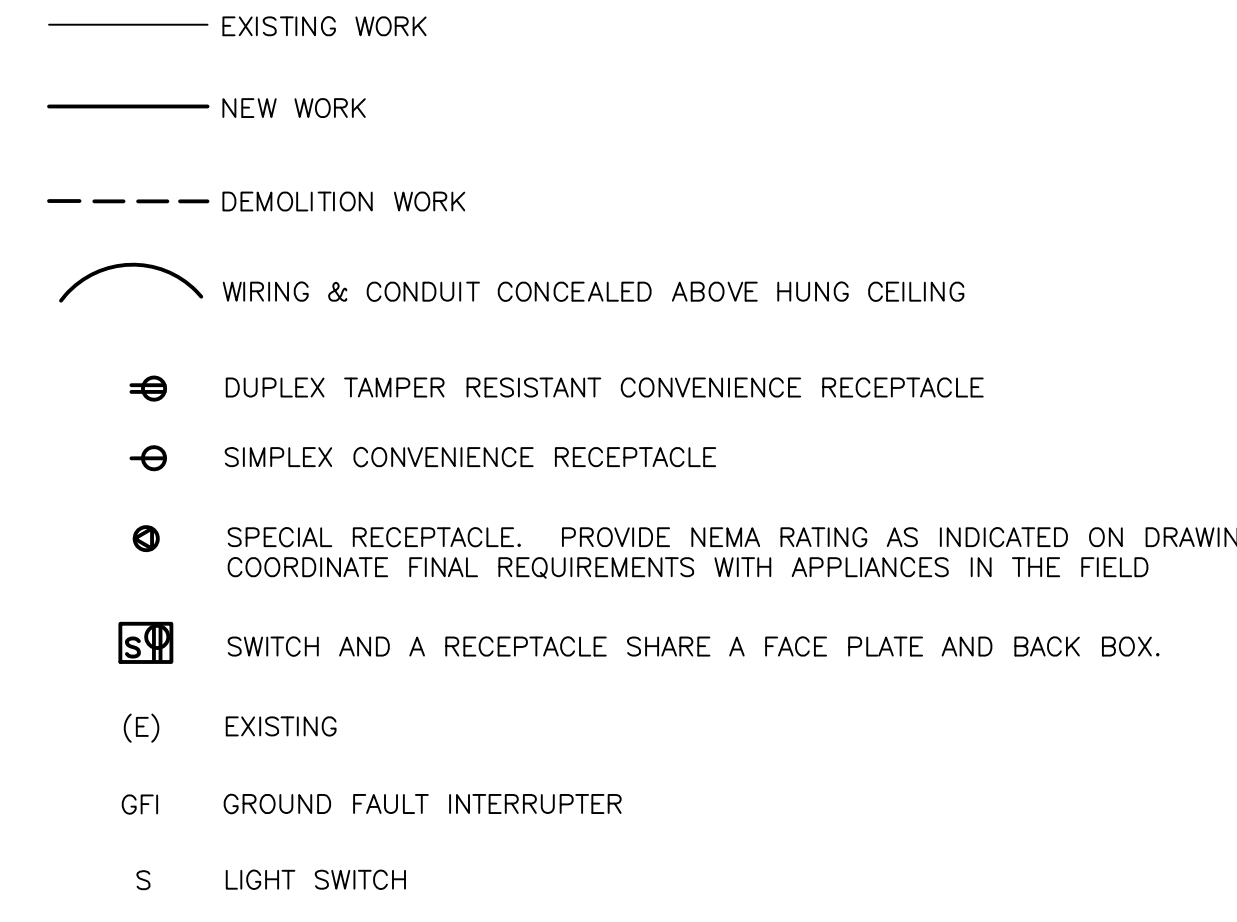 EXISTING WORK
NEW WORK
DEMOLITION WORK
WIRING & CONDUIT CONCEALED ABOVE HUNG CEILING
DUPLEX TAMPER RESISTANT CONVENIENCE RECEPTACLE
SIMPLEX CONVENIENCE RECEPTACLE
SPECIAL RECEPTACLE. PROVIDE NEMA RATING AS INDICATED ON DRAWIN
COORDINATE FINAL REQUIREMENTS WITH APPLIANCES IN THE FIELD
S SWITCH AND A RECEPTACLE SHARE A FACE PLATE AND BACK BOX.
(E) EXISTING
GFI GROUND FAULT INTERRUPTER
S LIGHT SWITCH